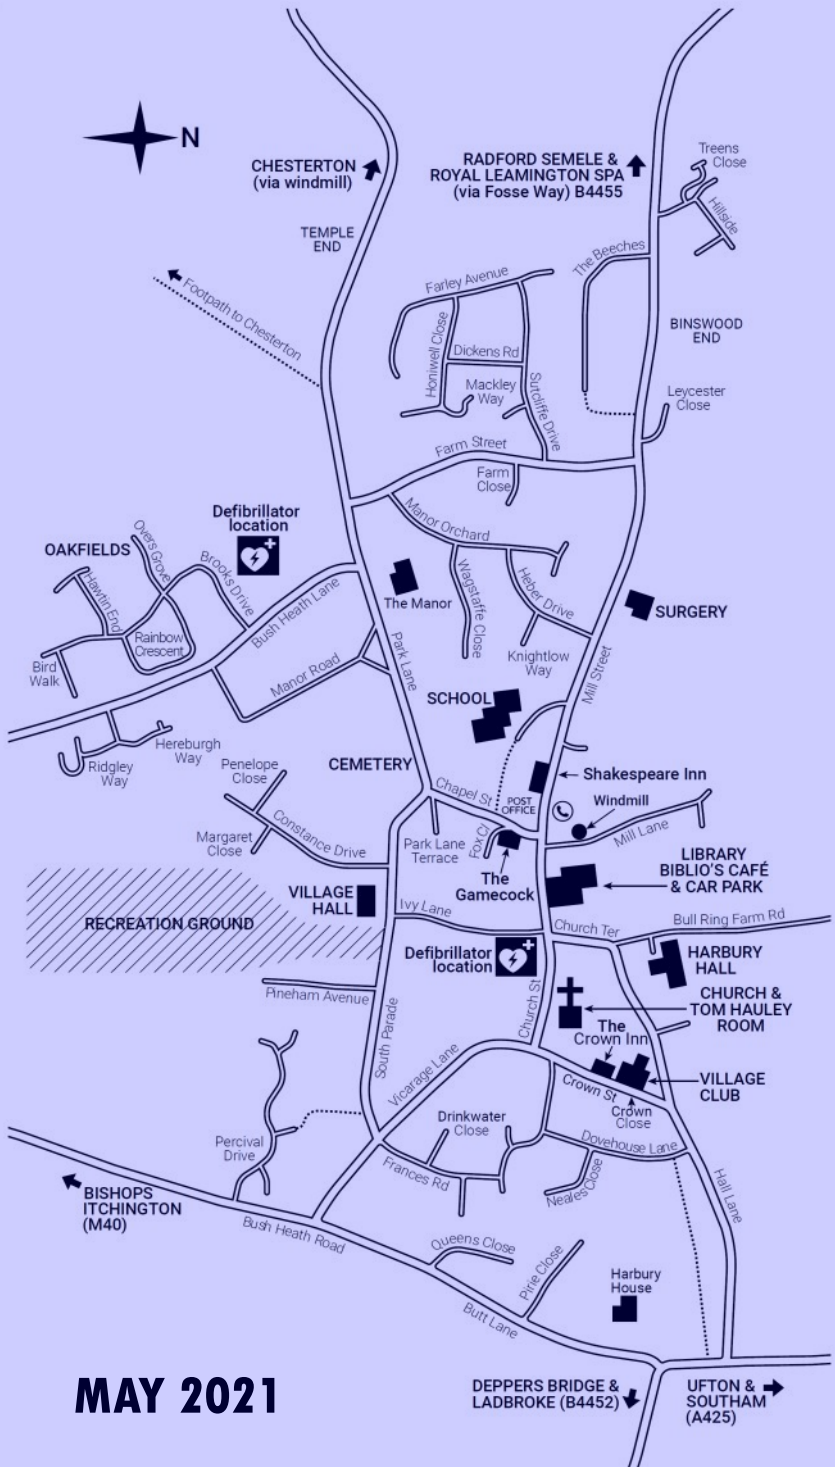 N
CHESTERTON
(via windmill)
RADFORD SEMELE &
ROYAL LEAMINGTON SPA
(via Fosse Way) B4455
Treens
Close
Hillside
TEMPLE
END
The Beeches
Footpath to Chesterton
Farley Avenue
BINSWOOD
END
Honiwell Close
Dickens Rd
Mackley
Way
Sutcliffe Drive
Leycester
Close
Farm Street
Farm
Close
Defibrillator
location
Manor Orchard
OAKFIELDS
Overs Grove
Brooks Drive
Hawtin End
Bush Heath Lane
The Manor
Wagstaffe Close
Heber Drive
SURGERY
Rainbow
Crescent
Bird
Walk
Manor Road
Park Lane
Knightlow
Way
Mill Street
SCHOOL
Hereburgh
Way
Ridgley
Way
Penelope
Close
CEMETERY
Shakespeare Inn
Chapel St
POST
OFFICE
Windmill
Margaret
Close
Constance Drive
Park Lane
Terrace
Fox Cl
Mill Lane
The
Gamecock
LIBRARY
BIBLIO'S CAFÉ
& CAR PARK
VILLAGE
HALL
Ivy Lane
RECREATION GROUND
Church Ter
Bull Ring Farm Rd
Defibrillator
location
HARBURY
HALL
Pineham Avenue
Church St
CHURCH &
TOM HAULEY
ROOM
South Parade
The
Crown Inn
Vicarage Lane
Crown St
VILLAGE
CLUB
Crown
Close
Drinkwater
Close
Percival
Drive
Dovehouse Lane
Frances Rd
Neales Close
Hall Lane
BISHOPS
ITCHINGTON
(M40)
Bush Heath Road
Queens Close
Pirie Close
Harbury
House
Butt Lane
MAY 2021
DEPPERS BRIDGE &
LADBROKE (B4452)
UFTON &
SOUTHAM
(A425)